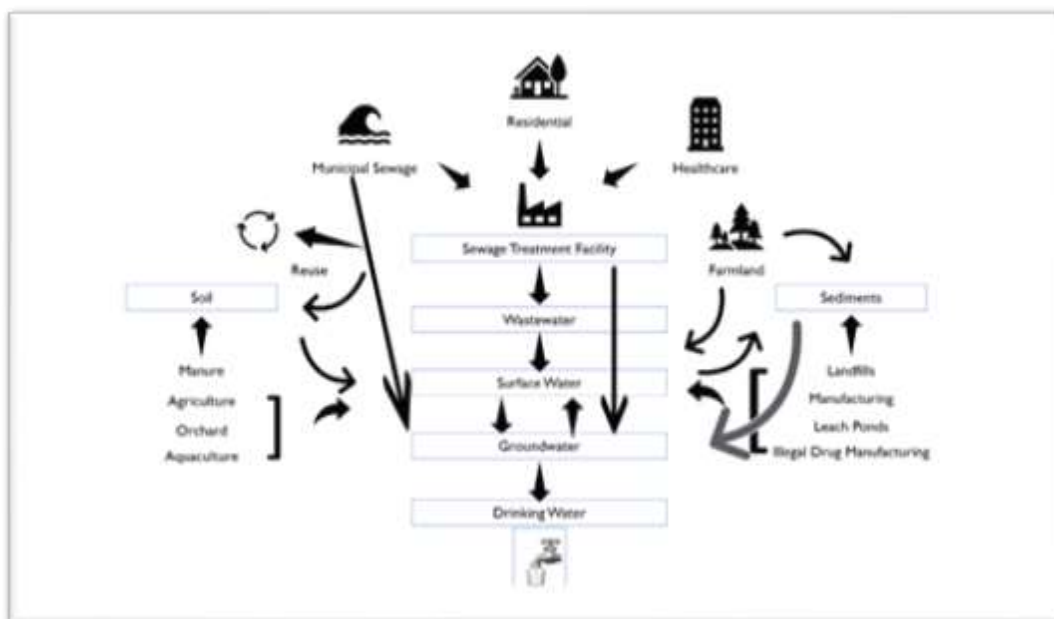 Residential
Municipal Sewage
Healthcare
Sewage Treatment Facility
Reuse
Farmland
Soil
Sediments
Wastewater
Manure
Surface Water
Landfills
Agriculture
Manufacturing
Orchard
Leach Ponds
Groundwater
Aquaculture
Illegal Drug Manufacturing
Drinking Water